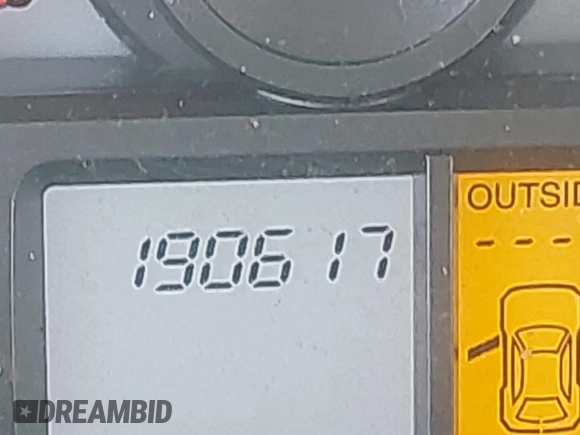 OUTSID
190617
- - - -
DREAMBID